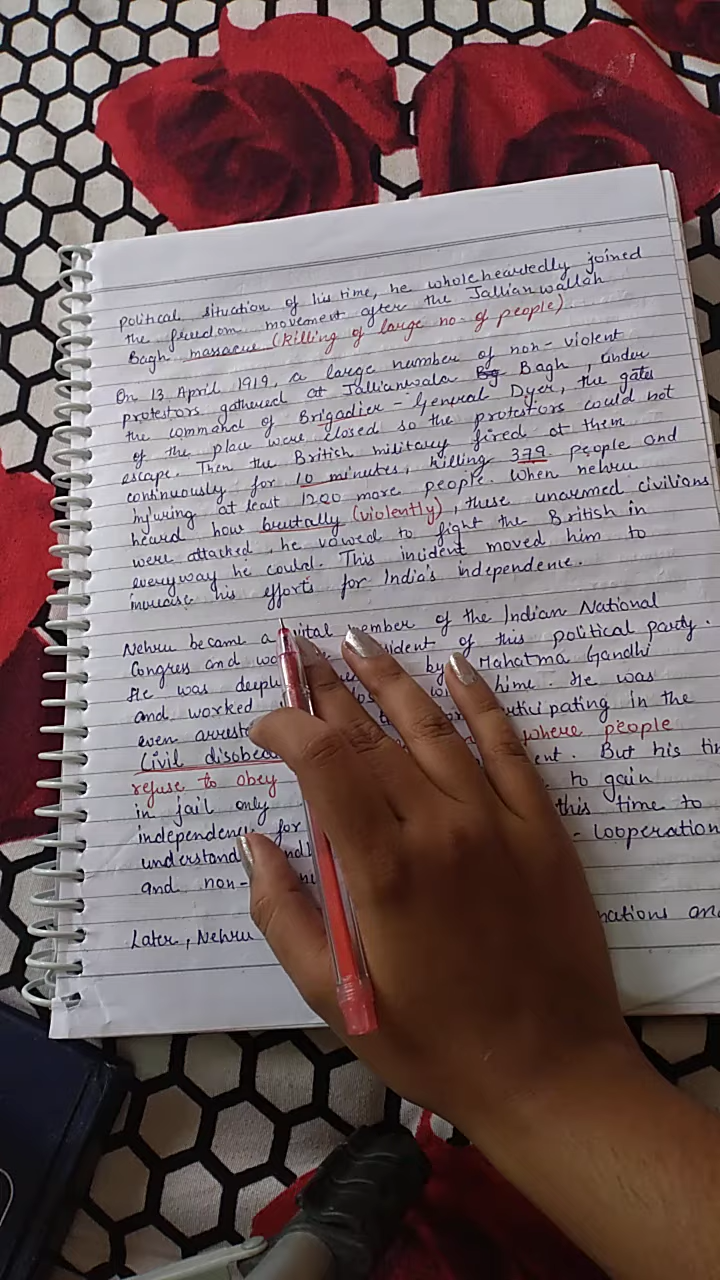 political situation of his time, he wholeheartedly joined
the freedom movement after the Jallianwallah
Bagh massacre (killing of large no. of people)
On 13 April 1919, a large number of non-violent
protestors gathered at Jallianwala Bagh, under
the command of Brigadier - General Dyer, the gates
of the place were closed so the protestors could not
escape. Then the British military fired at them
continuously for 10 minutes, killing 379 people and
injuring at least 1200 more people. When nehru
heard how brutally (violently), these unarmed civilians
were attacked, he vowed to fight the British in
everyway he could. This incident moved him to
increase his efforts for India's independence.
Nehru became a vital member of the Indian National
Congres and of this political party.
He was deeply by Mahatma Gandhi
and worked hime. He was
even in the
Civil where people
refuse to obey But his
in jail only to gain
independence for this time to
understand - cooperation
and non-
Later, Nehru nations and